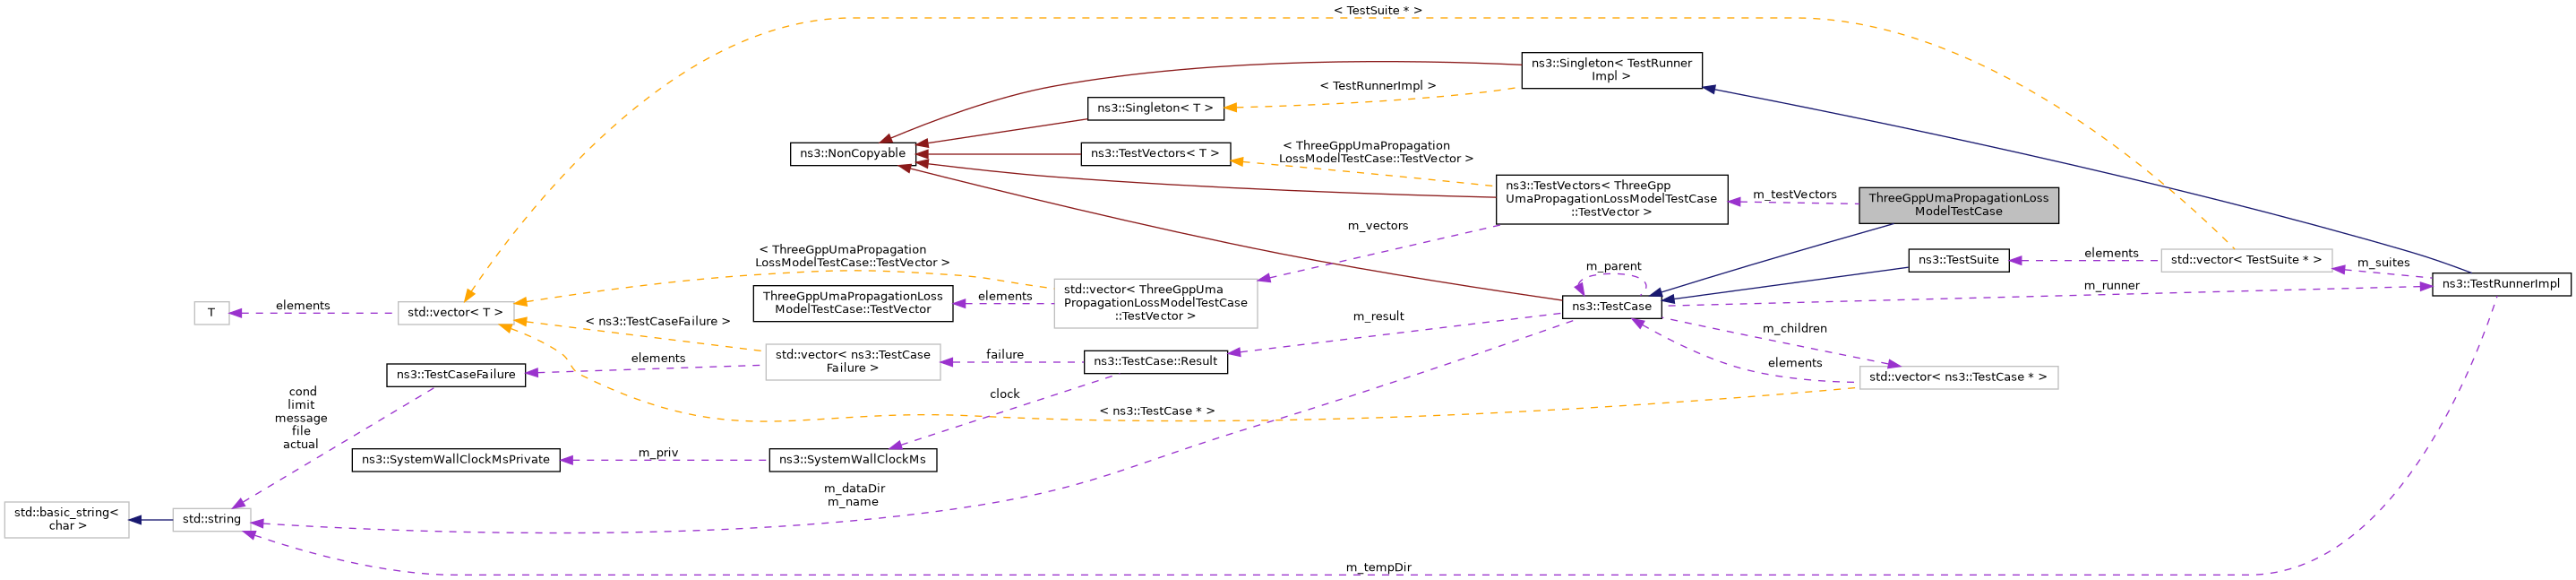 < TestSuite * >
ns3::Singleton< TestRunner
Impl >
< TestRunnerImpl >
ns3::Singleton< T >
ns3::NonCopyable
ns3::TestVectors< T >
< ThreeGppUmaPropagation
LossModelTestCase::TestVector >
ns3::TestVectors< ThreeGpp
UmaPropagationLossModelTestCase
::TestVector >
m_testVectors
ThreeGppUmaPropagationLoss
ModelTestCase
m_vectors
< ThreeGppUmaPropagation
LossModelTestCase::TestVector >
m_parent
ns3::TestSuite
elements
std::vector< TestSuite * >
m_suites
ns3::TestRunnerImpl
T
elements
std::vector< T >
ThreeGppUmaPropagationLoss
ModelTestCase::TestVector
elements
std::vector< ThreeGppUma
PropagationLossModelTestCase
::TestVector >
ns3::TestCase
m_runner
< ns3::TestCaseFailure >
m_result
m_children
elements
std::vector< ns3::TestCase
Failure >
failure
ns3::TestCase::Result
elements
std::vector< ns3::TestCase * >
ns3::TestCaseFailure
cond
limit
message
file
actual
clock
< ns3::TestCase * >
ns3::SystemWallClockMsPrivate
m_priv
ns3::SystemWallClockMs
m_dataDir
m_name
std::basic_string<
char >
std::string
m_tempDir